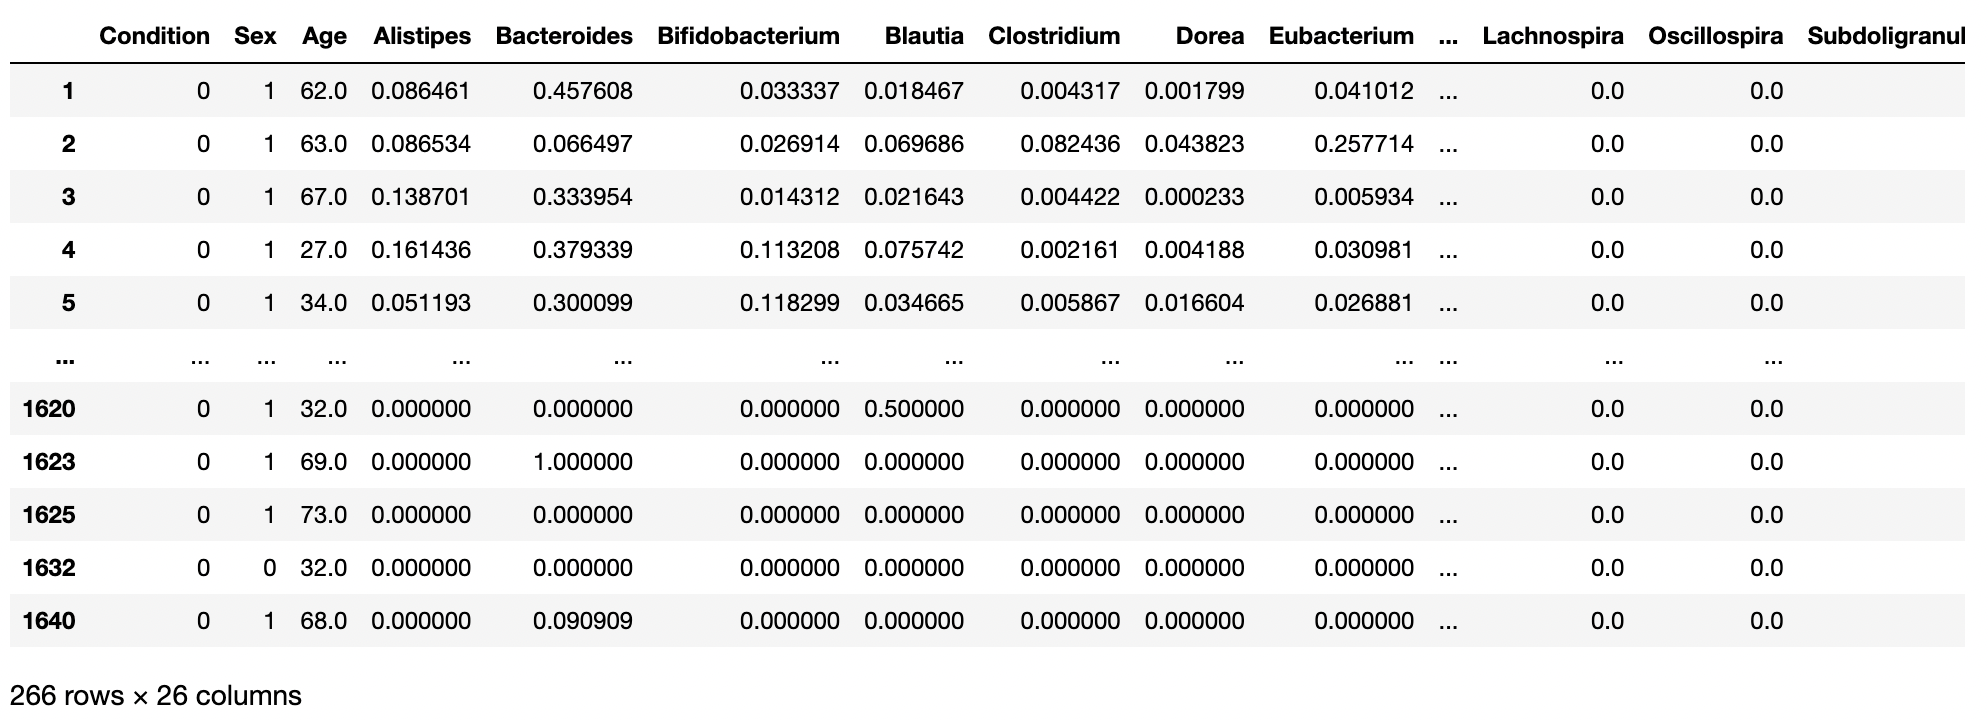 Condition Sex Age Alistipes Bacteroides Bifidobacterium Blautia Clostridium Dorea Eubacterium ... Lachnospira Oscillospira Subdoligranul
1 0 1 62.0 0.086461 0.457608 0.033337 0.018467 0.004317 0.001799 0.041012 ... 0.0 0.0
2 0 1 63.0 0.086534 0.066497 0.026914 0.069686 0.082436 0.043823 0.257714 ... 0.0 0.0
3 0 1 67.0 0.138701 0.333954 0.014312 0.021643 0.004422 0.000233 0.005934 ... 0.0 0.0
4 0 1 27.0 0.161436 0.379339 0.113208 0.075742 0.002161 0.004188 0.030981 ... 0.0 0.0
5 0 1 34.0 0.051193 0.300099 0.118299 0.034665 0.005867 0.016604 0.026881 ... 0.0 0.0
... ... ... ... ... ... ... ... ... ... ... ... ... ...
1620 0 1 32.0 0.000000 0.000000 0.000000 0.500000 0.000000 0.000000 0.000000 ... 0.0 0.0
1623 0 1 69.0 0.000000 1.000000 0.000000 0.000000 0.000000 0.000000 0.000000 ... 0.0 0.0
1625 0 1 73.0 0.000000 0.000000 0.000000 0.000000 0.000000 0.000000 0.000000 ... 0.0 0.0
1632 0 0 32.0 0.000000 0.000000 0.000000 0.000000 0.000000 0.000000 0.000000 ... 0.0 0.0
1640 0 1 68.0 0.000000 0.090909 0.000000 0.000000 0.000000 0.000000 0.000000 ... 0.0 0.0
266 rows × 26 columns